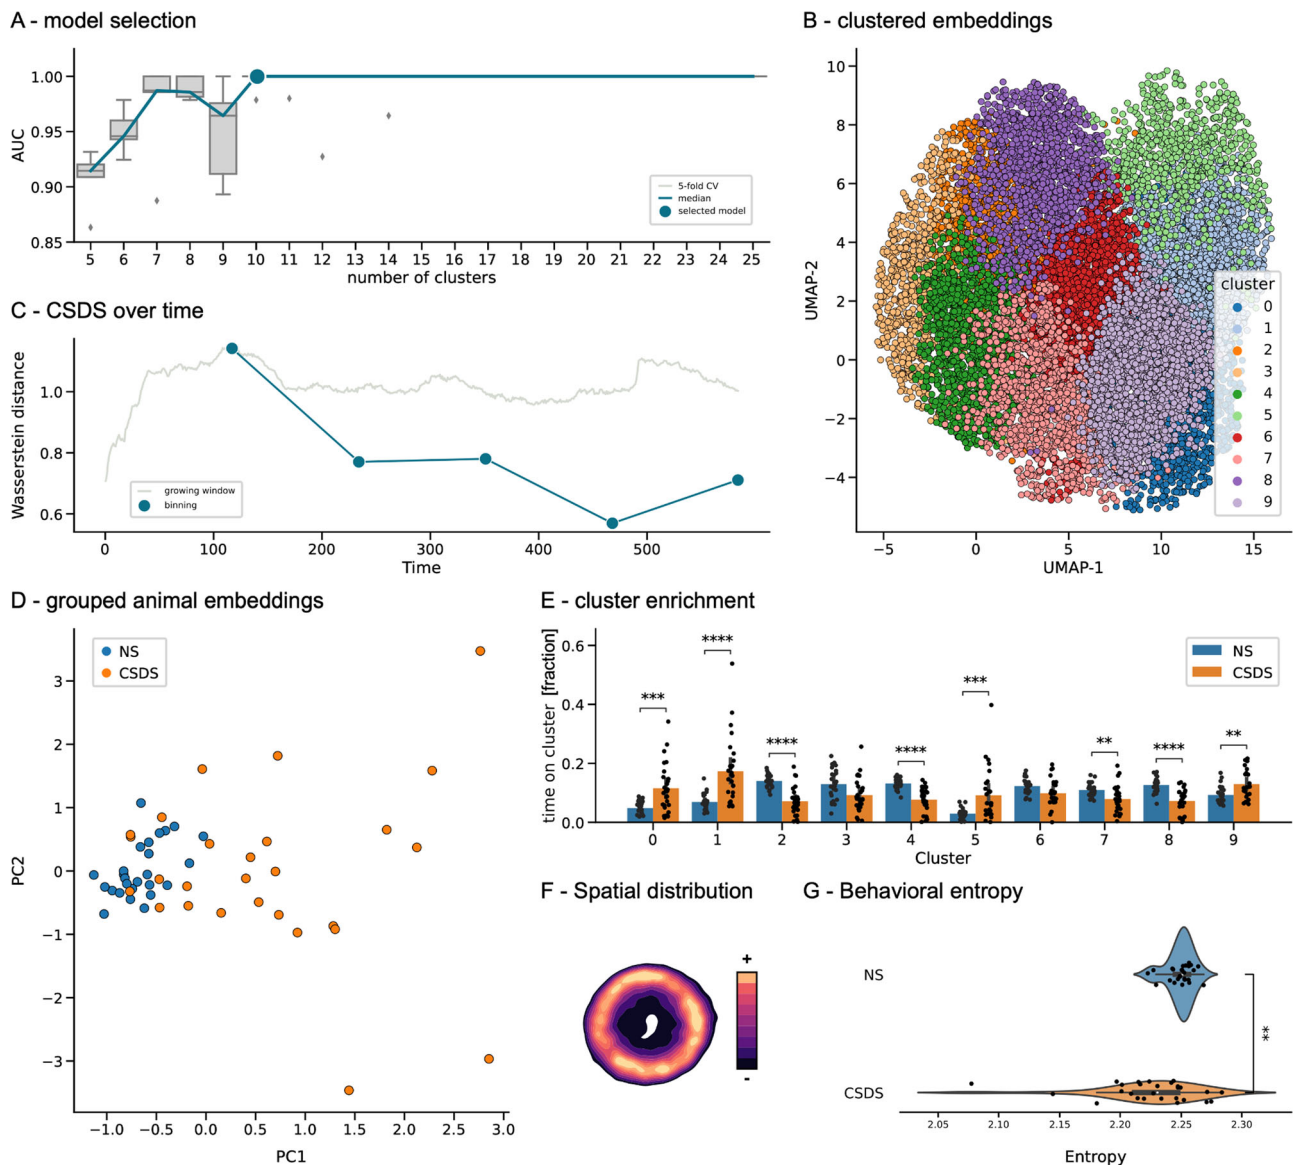 A - model selection
1.00
0.95
0.90
0.85
AUC
5 6 7 8 9 10 11 12 13 14 15 16 17 18 19 20 21 22 23 24 25
number of clusters
5-fold CV
median
selected model
B - clustered embeddings
10
8
6
4
2
0
−2
−4
UMAP-2
−5 0 5 10 15
UMAP-1
cluster
0
1
2
3
4
5
6
7
8
9
C - CSDS over time
Wasserstein distance
1.0
0.8
0.6
growing window
binning
0 100 200 300 400 500
Time
D - grouped animal embeddings
NS
CSDS
3
2
1
0
−1
−2
−3
PC2
−1.0 −0.5 0.0 0.5 1.0 1.5 2.0 2.5 3.0
PC1
E - cluster enrichment
time on cluster [fraction]
0.6
0.4
0.2
0.0
*** **** **** **** *** ** **** **
NS
CSDS
0 1 2 3 4 5 6 7 8 9
Cluster
F - Spatial distribution
+
-
G - Behavioral entropy
NS
CSDS
**
2.05 2.10 2.15 2.20 2.25 2.30
Entropy